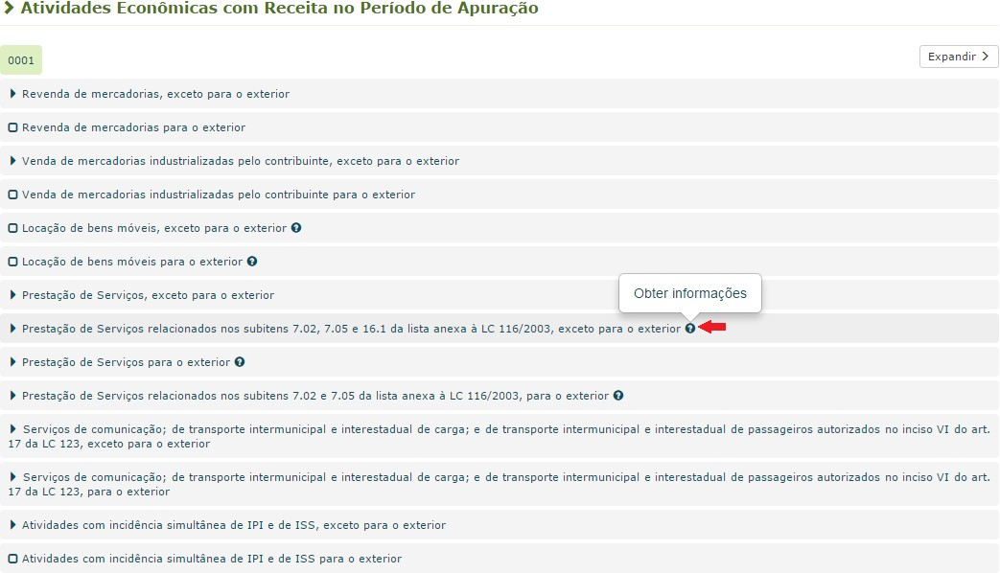 Atividades Econômicas com Receita no Período de Apuração
0001
Expandir
Revenda de mercadorias, exceto para o exterior
Revenda de mercadorias para o exterior
Venda de mercadorias industrializadas pelo contribuinte, exceto para o exterior
Venda de mercadorias industrializadas pelo contribuinte para o exterior
Locação de bens móveis, exceto para o exterior
Locação de bens móveis para o exterior
Prestação de Serviços, exceto para o exterior
Obter informações
Prestação de Serviços relacionados nos subitens 7.02, 7.05 e 16.1 da lista anexa à LC 116/2003, exceto para o exterior
Prestação de Serviços para o exterior
Prestação de Serviços relacionados nos subitens 7.02 e 7.05 da lista anexa à LC 116/2003, para o exterior
Serviços de comunicação; de transporte intermunicipal e interestadual de carga; e de transporte intermunicipal e interestadual de passageiros autorizados no inciso VI do art.
17 da LC 123, exceto para o exterior
Serviços de comunicação; de transporte intermunicipal e interestadual de carga; e de transporte intermunicipal e interestadual de passageiros autorizados no inciso VI do art.
17 da LC 123, para o exterior
Atividades com incidência simultânea de IPI e de ISS, exceto para o exterior
Atividades com incidência simultânea de IPI e de ISS para o exterior